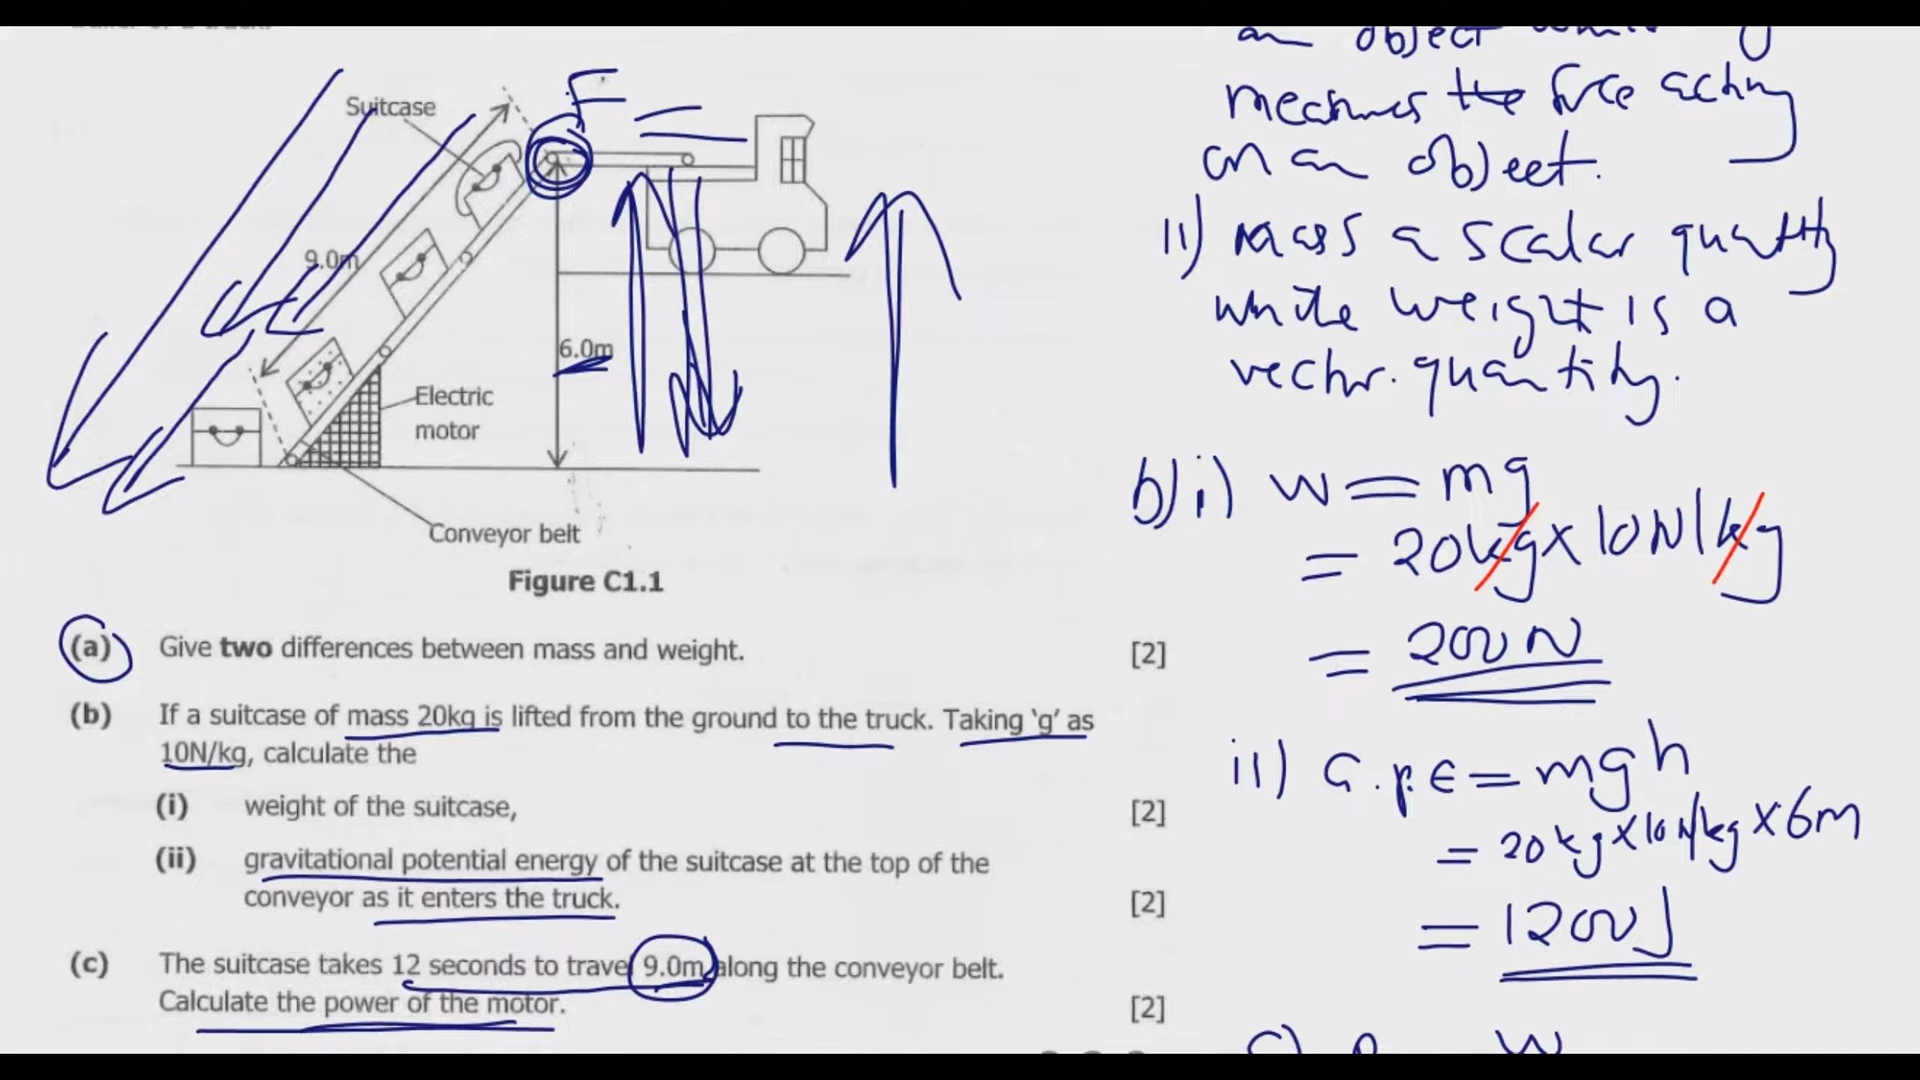 Suitcase
F
9.0m
6.0m
Electric
motor
Conveyor belt
Figure C1.1
(a) Give two differences between mass and weight. [2]
(b) If a suitcase of mass 20kg is lifted from the ground to the truck. Taking 'g' as
10N/kg, calculate the
(i) weight of the suitcase, [2]
(ii) gravitational potential energy of the suitcase at the top of the
conveyor as it enters the truck. [2]
(c) The suitcase takes 12 seconds to travel 9.0m along the conveyor belt.
Calculate the power of the motor. [2]
an object
measures the force acting
on an object.
ii) Mass a scalar quantity
while weight is a
vector quantity.
b) i) W = mg
= 20kg x 10N/kg
= 200N
ii) G.p.E = mgh
= 20kg x 10N/kg x 6m
= 1200J
c) W